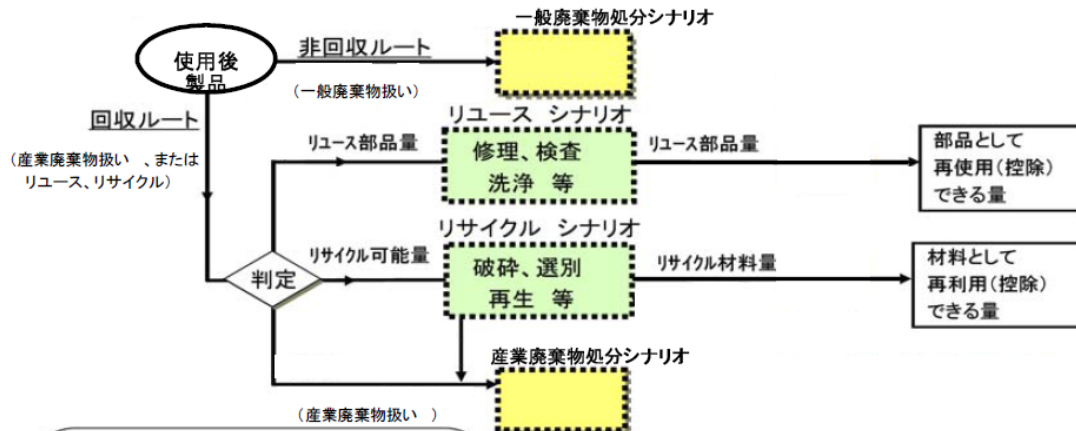 一般廃棄物処分シナリオ
使用後
製品
非回収ルート
(一般廃棄物扱い)
回収ルート
(産業廃棄物扱い 、または
リユース、リサイクル)
リユース シナリオ
リユース部品量
修理、検査
洗浄 等
リユース部品量
部品として
再使用(控除)
できる量
リサイクル シナリオ
判定
リサイクル可能量
破砕、選別
再生 等
リサイクル材料量
材料として
再利用(控除)
できる量
産業廃棄物処分シナリオ
(産業廃棄物扱い )